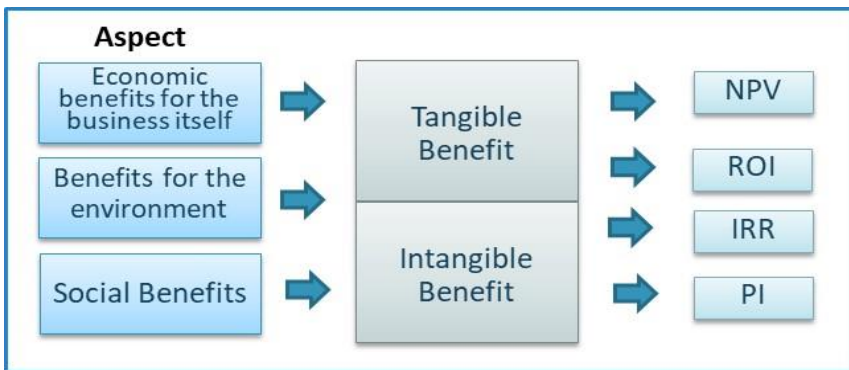 Aspect
Economic
benefits for the
business itself
Benefits for the
environment
Social Benefits
Tangible
Benefit
Intangible
Benefit
NPV
ROI
IRR
PI